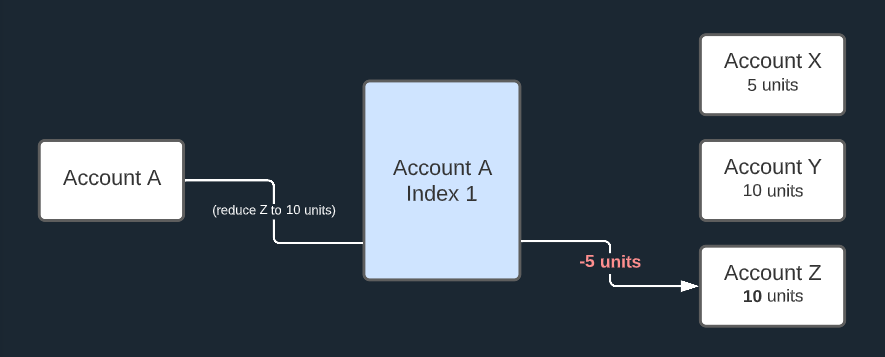 Account A
(reduce Z to 10 units)
Account A
Index 1
-5 units
Account X
5 units
Account Y
10 units
Account Z
10 units